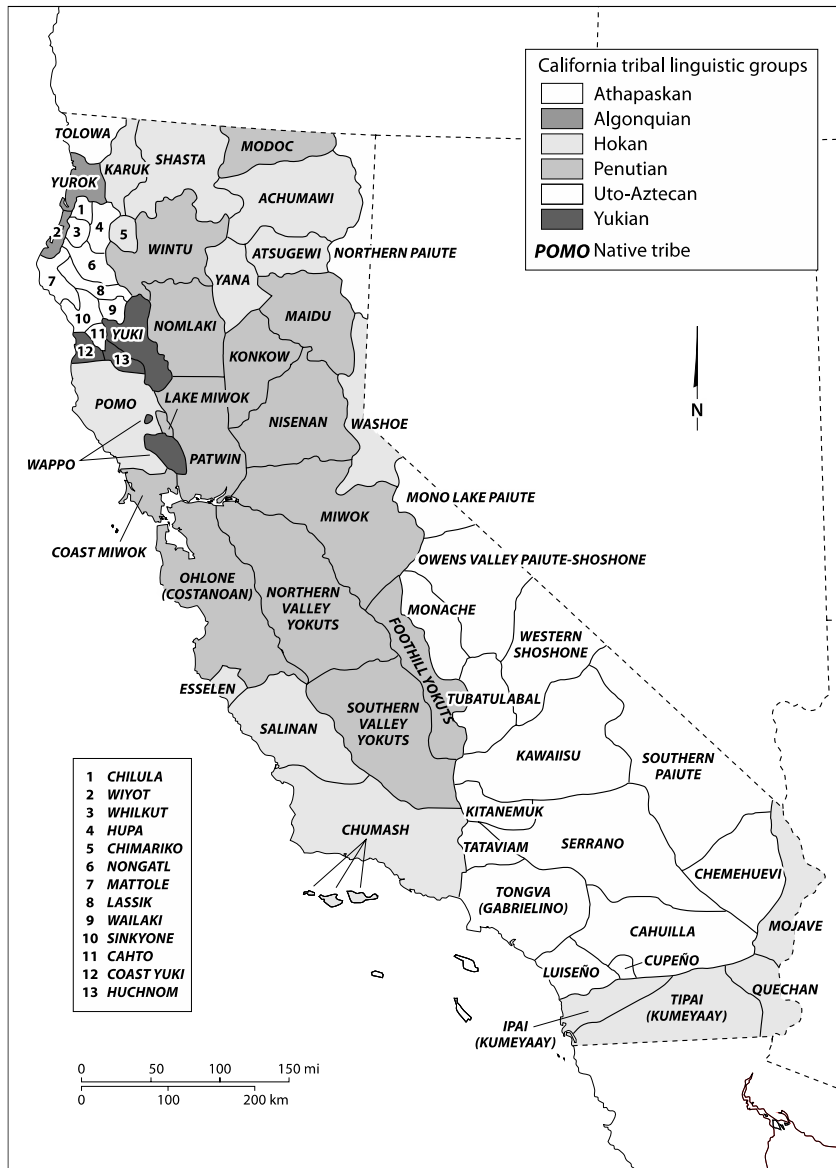 California tribal linguistic groups
Athapaskan
Algonquian
Hokan
Penutian
Uto-Aztecan
Yukian
POMO Native tribe
TOLOWA
YUROK
KARUK
SHASTA
MODOC
ACHUMAWI
1
2
3
4
5
6
7
8
9
10
11
12
13
WINTU
ATSUGEWI
NORTHERN PAIUTE
YANA
MAIDU
YUKI
NOMLAKI
KONKOW
POMO
LAKE MIWOK
NISENAN
WASHOE
WAPPO
PATWIN
N
MONO LAKE PAIUTE
MIWOK
COAST MIWOK
OWENS VALLEY PAIUTE-SHOSHONE
OHLONE
(COSTANOAN)
NORTHERN
VALLEY
YOKUTS
MONACHE
FOOTHILL YOKUTS
WESTERN
SHOSHONE
ESSELEN
TUBATULABAL
SALINAN
SOUTHERN
VALLEY
YOKUTS
KAWAIISU
SOUTHERN
PAIUTE
KITANEMUK
CHUMASH
TATAVIAM
SERRANO
CHEMEHUEVI
TONGVA
(GABRIELINO)
CAHUILLA
MOJAVE
LUISEÑO
CUPEÑO
QUECHAN
TIPAI
(KUMEYAAY)
IPAI
(KUMEYAAY)
1 CHILULA
2 WIYOT
3 WHILKUT
4 HUPA
5 CHIMARIKO
6 NONGATL
7 MATTOLE
8 LASSIK
9 WAILAKI
10 SINKYONE
11 CAHTO
12 COAST YUKI
13 HUCHNOM
0 50 100 150 mi
0 100 200 km